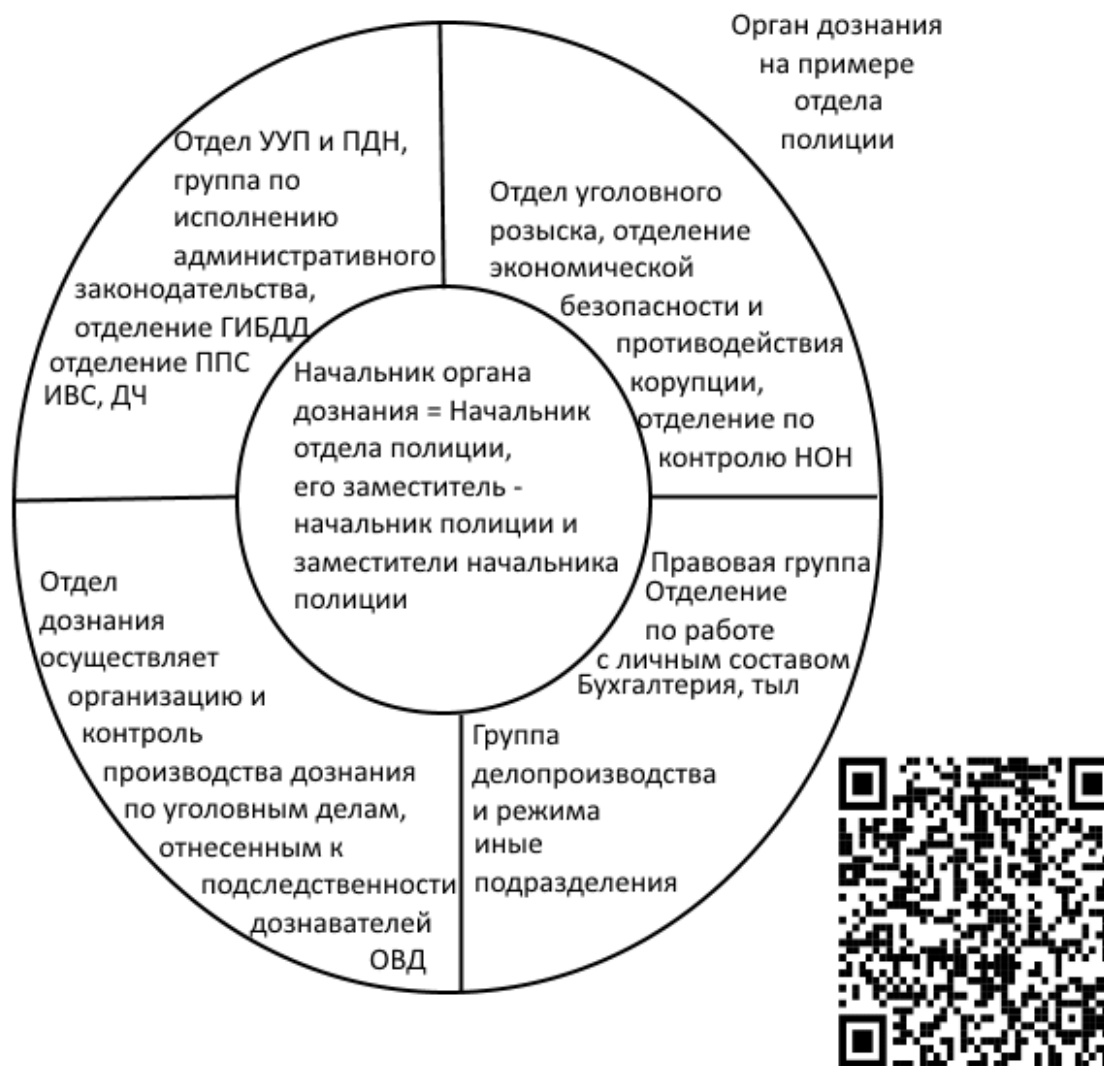 Орган дознания
на примере
отдела
полиции
Отдел УУП и ПДН,
группа по
исполнению
административного
законодательства,
отделение ГИБДД
отделение ППС
ИВС, ДЧ
Отдел уголовного
розыска, отделение
экономической
безопасности и
противодействия
корупции,
отделение по
контролю НОН
Начальник органа
дознания = Начальник
отдела полиции,
его заместитель -
начальник полиции и
заместители начальника
полиции
Отдел
дознания
осуществляет
организацию и
контроль
производства дознания
по уголовным делам,
отнесенным к
подследственности
дознавателей
ОВД
Правовая группа
Отделение
по работе
с личным составом
Бухгалтерия, тыл
Группа
делопроизводства
и режима
иные
подразделения